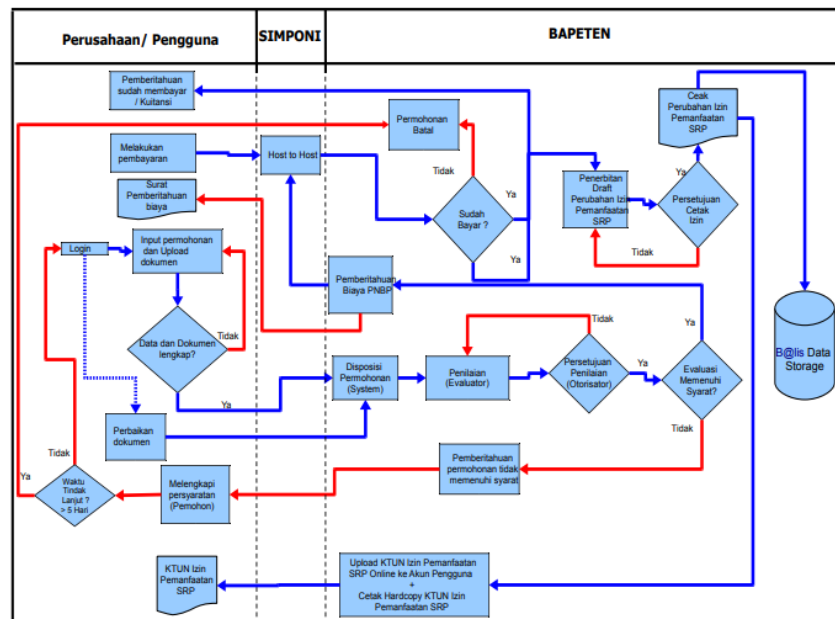 Perusahaan/ Pengguna
SIMPONI
BAPETEN
Pemberitahuan
sudah membayar
/ Kuitansi
Melakukan
pembayaran
Surat
Pemberitahuan
biaya
Login
Input permohonan
dan Upload
dokumen
Tidak
Data dan Dokumen
lengkap?
Ya
Perbaikan
dokumen
Tidak
Ya
Waktu
Tindak
Lanjut ?
> 5 Hari
Melengkapi
persyaratan
(Pemohon)
KTUN Izin
Pemanfaatan
SRP
Host to Host
Permohonan
Batal
Tidak
Sudah
Bayar ?
Ya
Ya
Pemberitahuan
Biaya PNBP
Disposisi
Permohonan
(System)
Penilaian
(Evaluator)
Tidak
Persetujuan
Penilaian
(Otorisator)
Ya
Evaluasi
Memenuhi
Syarat?
Ya
Tidak
Pemberitahuan
permohonan tidak
memenuhi syarat
Penerbitan
Draft
Perubahan Izin
Pemanfaatan
SRP
Persetujuan
Cetak
Izin
Ya
Tidak
Ceak
Perubahan Izin
Pemanfaatan
SRP
B@lis Data
Storage
Upload KTUN Izin Pemanfaatan
SRP Online ke Akun Pengguna
+
Cetak Hardcopy KTUN Izin
Pemanfaatan SRP